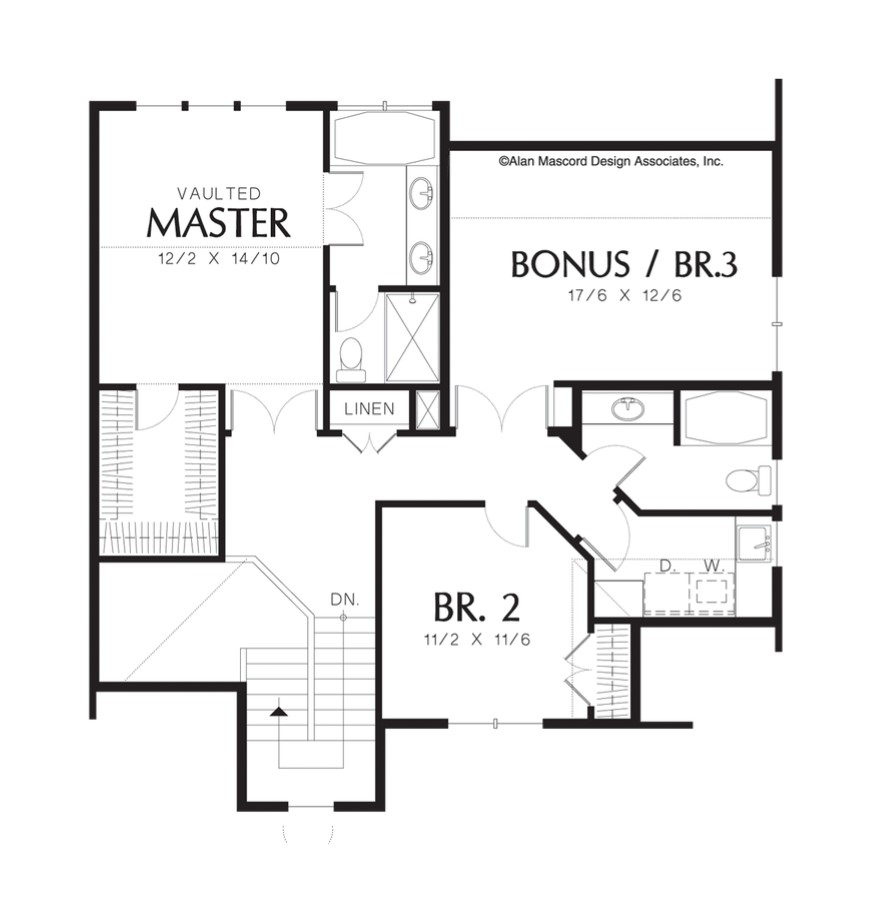 ©Alan Mascord Design Associates, Inc.
VAULTED
MASTER
12/2 X 14/10
BONUS / BR.3
17/6 X 12/6
LINEN
D. W.
DN.
BR. 2
11/2 X 11/6